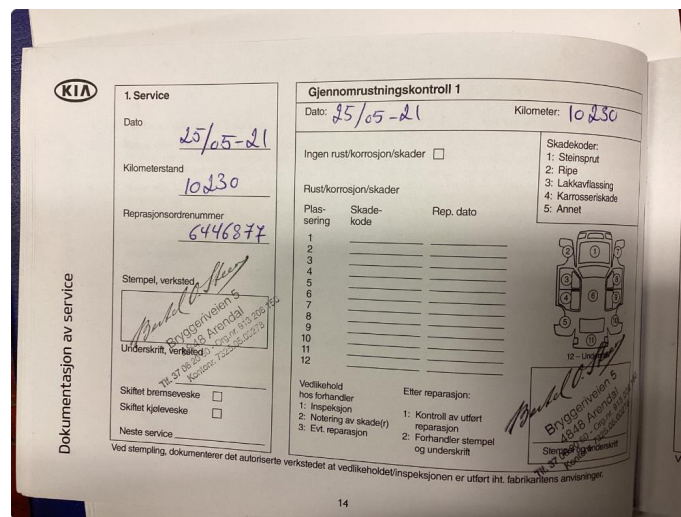 KIA
Dokumentasjon av service
1. Service
Dato
25/05-21
Kilometerstand
10230
Reprasjonsordrenummer
6446877
Stempel, verksted
Bryggeriveien 5
4848 Arendal
Underskrift, verksted
Skiftet bremseveske
Skiftet kjøleveske
Neste service
Gjennomrustningskontroll 1
Dato: 25/05-21
Kilometer: 10230
Ingen rust/korrosjon/skader
Skadekoder:
1: Steinsprut
2: Ripe
3: Lakkavflassing
4: Karrosseriskade
5: Annet
Rust/korrosjon/skader
Plas-
sering
Skade-
kode
Rep. dato
1
2
3
4
5
6
7
8
9
10
11
12
Vedlikehold
hos forhandler
1: Inspeksjon
2: Notering av skade(r)
3: Evt. reparasjon
Etter reparasjon:
1: Kontroll av utført
reparasjon
2: Forhandler stempel
og underskrift
Bryggeriveien 5
4848 Arendal
Ved stempling, dokumenterer det autoriserte verkstedet at vedlikeholdet/inspeksjonen er utført iht. fabrikantens anvisninger.
14